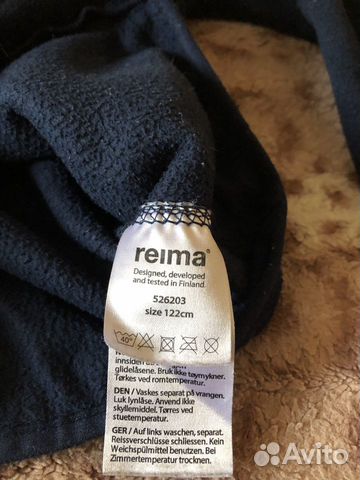 reima®
Designed, developed
and tested in Finland.
526203
size 122cm
40°
innsiden
glidelåsene. Bruk ikke tøymykner.
Tørkes ved romtemperatur.
DEN / Vaskes separat på vrangen.
Luk lynlåse. Anvend ikke
skyllemiddel. Tørres ved
stuetemperatur.
GER / Auf links waschen, separat.
Reissverschlüsse schliessen. Kein
Weichspülmittel benutzen. Bei
Zimmertemperatur trocknen.
Avito